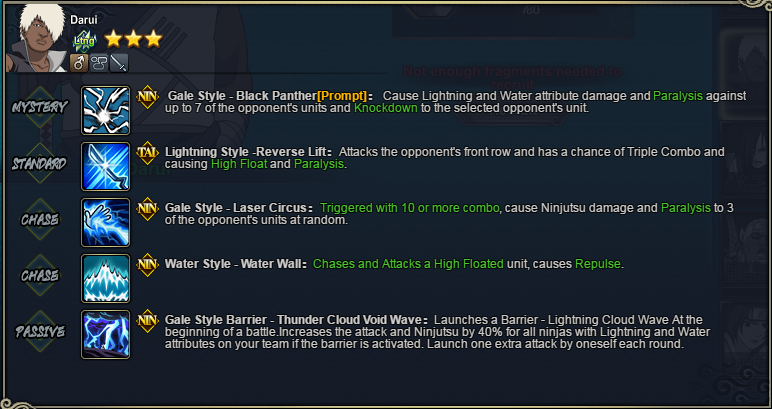 /80
Darui
Ltng
Not enough fragments needed to
MYSTERY
NIN
Gale Style - Black Panther[Prompt]: Cause Lightning and Water attribute damage and Paralysis against
up to 7 of the opponent's units and Knockdown to the selected opponent's unit.
STANDARD
TAI
Lightning Style -Reverse Lift: Attacks the opponent's front row and has a chance of Triple Combo and
causing High Float and Paralysis.
CHASE
NIN
Gale Style - Laser Circus: Triggered with 10 or more combo, cause Ninjutsu damage and Paralysis to 3
of the opponent's units at random.
CHASE
NIN
Water Style - Water Wall: Chases and Attacks a High Floated unit, causes Repulse.
PASSIVE
NIN
Gale Style Barrier - Thunder Cloud Void Wave: Launches a Barrier - Lightning Cloud Wave At the
beginning of a battle.Increases the attack and Ninjutsu by 40% for all ninjas with Lightning and Water
attributes on your team if the barrier is activated. Launch one extra attack by oneself each round.